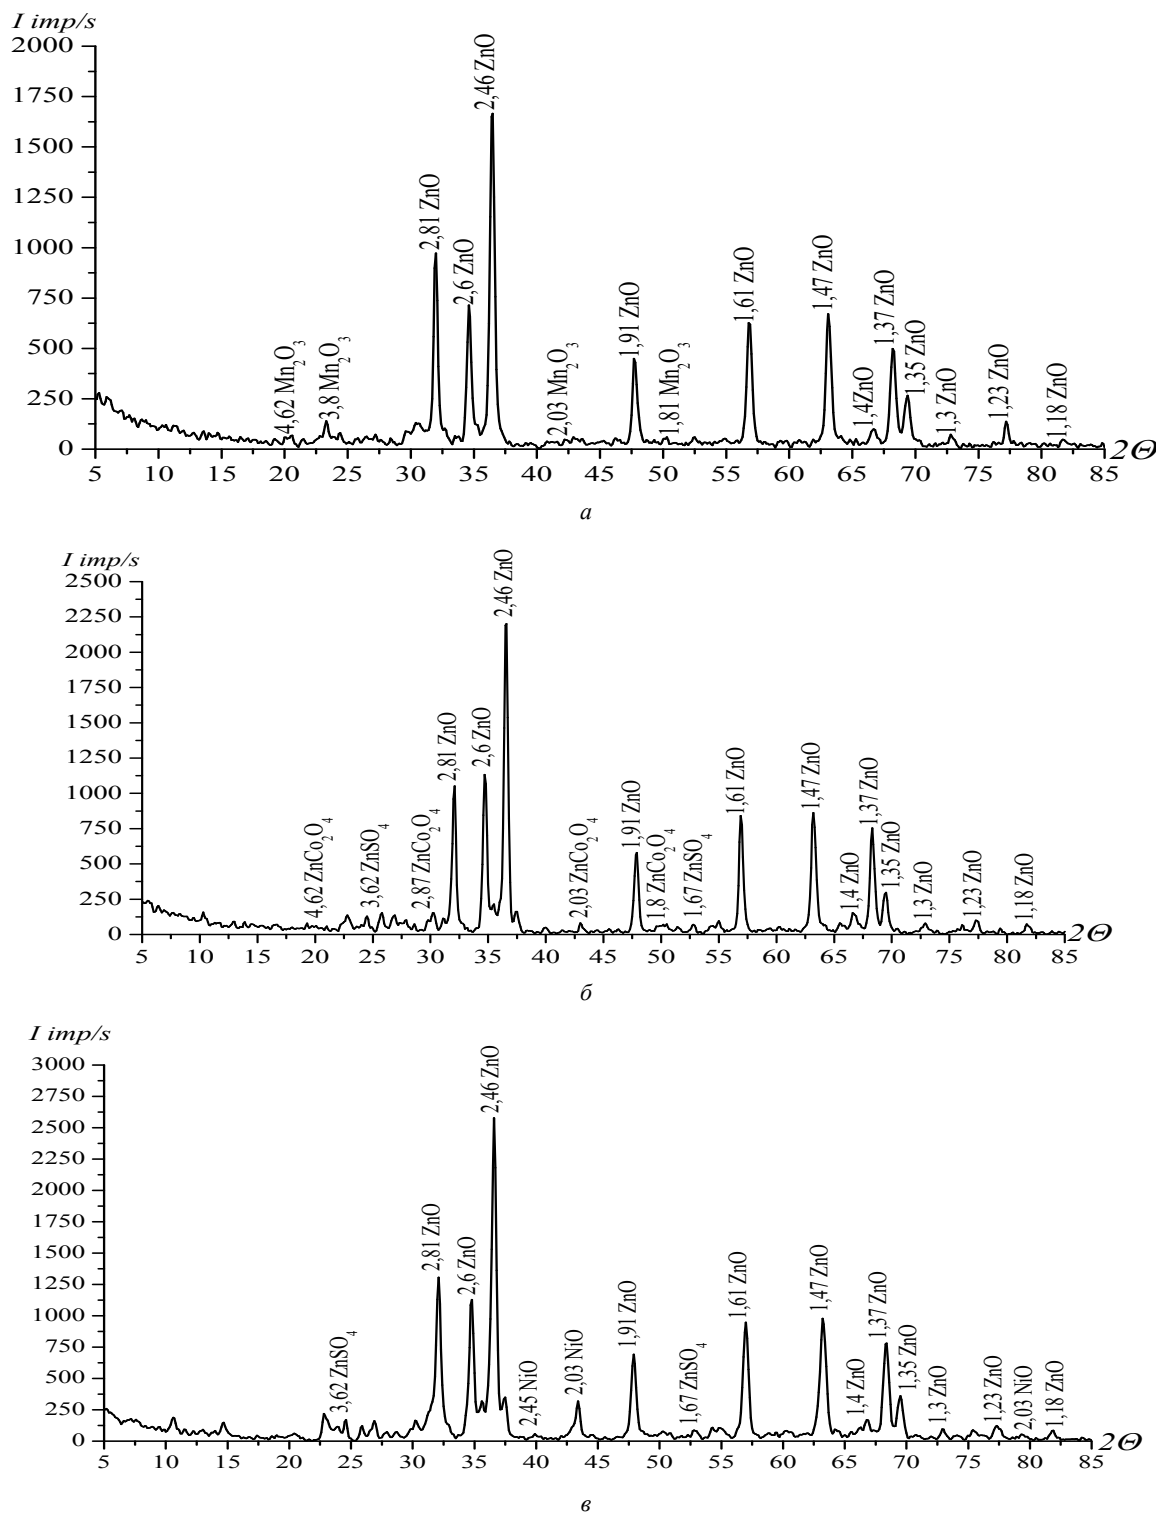 I imp/s
2000
1750
1500
1250
1000
750
500
250
0
4,62 Mn2O3
3,8 Mn2O3
2,81 ZnO
2,6 ZnO
2,46 ZnO
2,03 Mn2O3
1,91 ZnO
1,81 Mn2O3
1,61 ZnO
1,47 ZnO
1,4ZnO
1,37 ZnO
1,35 ZnO
1,3 ZnO
1,23 ZnO
1,18 ZnO
5 10 15 20 25 30 35 40 45 50 55 60 65 70 75 80 85 2Θ
а
I imp/s
2500
2250
2000
1750
1500
1250
1000
750
500
250
0
4,62 ZnCo2O4
3,62 ZnSO4
2,87 ZnCo2O4
2,81 ZnO
2,6 ZnO
2,46 ZnO
2,03 ZnCo2O4
1,91 ZnO
1,8 ZnCo2O4
1,67 ZnSO4
1,61 ZnO
1,47 ZnO
1,4 ZnO
1,37 ZnO
1,35 ZnO
1,3 ZnO
1,23 ZnO
1,18 ZnO
5 10 15 20 25 30 35 40 45 50 55 60 65 70 75 80 85 2Θ
б
I imp/s
3000
2750
2500
2250
2000
1750
1500
1250
1000
750
500
250
0
3,62 ZnSO4
2,81 ZnO
2,6 ZnO
2,46 ZnO
2,45 NiO
2,03 NiO
1,91 ZnO
1,67 ZnSO4
1,61 ZnO
1,47 ZnO
1,4 ZnO
1,37 ZnO
1,35 ZnO
1,3 ZnO
1,23 ZnO
2,03 NiO
1,18 ZnO
5 10 15 20 25 30 35 40 45 50 55 60 65 70 75 80 85 2Θ
в